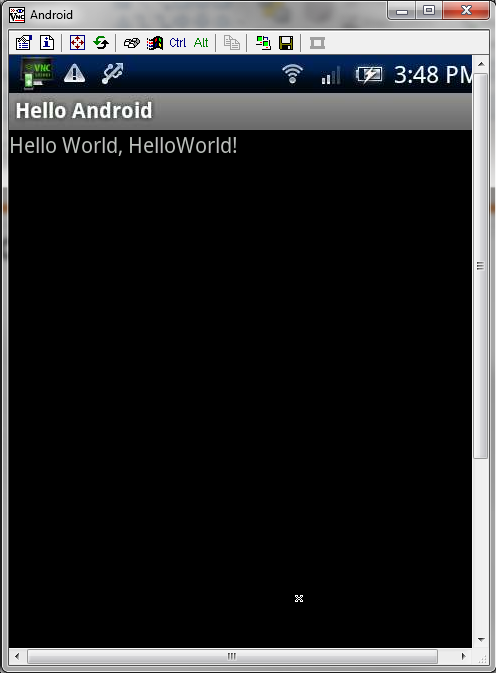 Android
Ctrl Alt
VNC
3:48 PM
Hello Android
Hello World, HelloWorld!